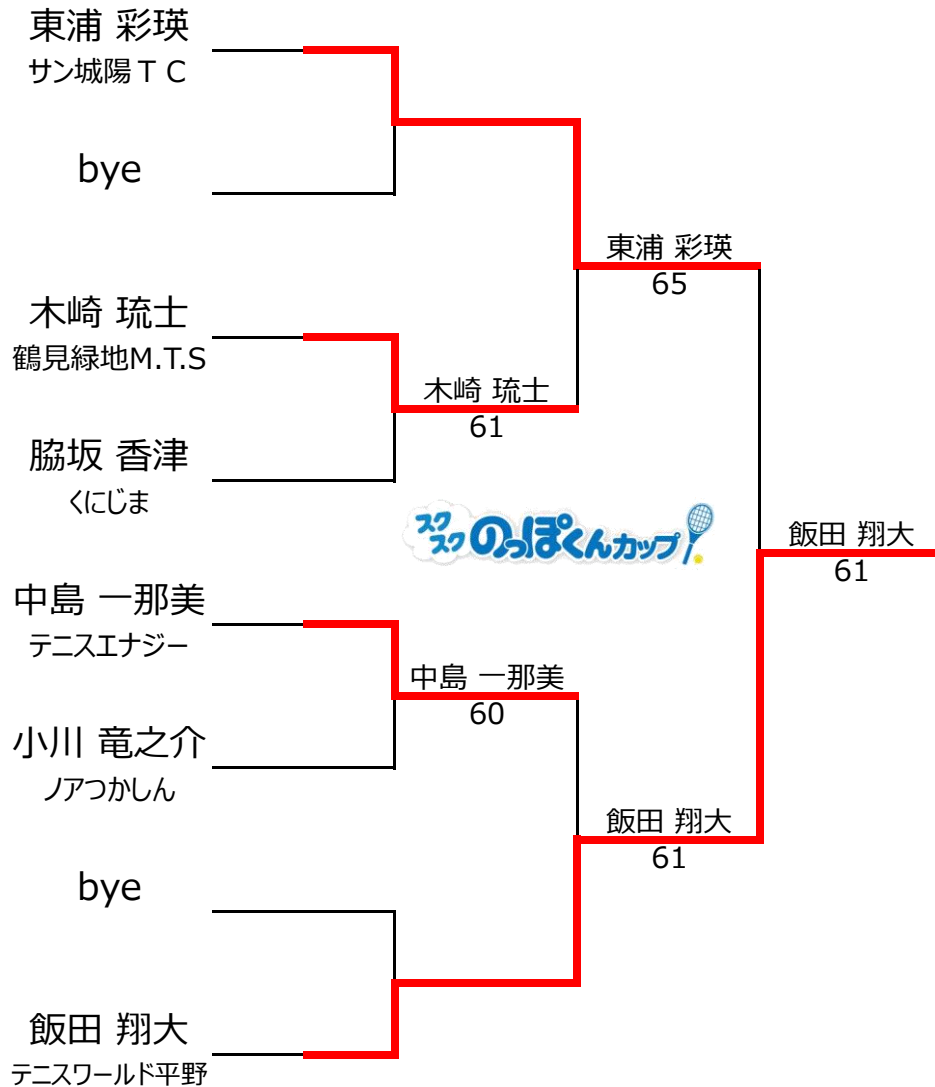 東浦 彩瑛
サン城陽ＴＣ
bye
東浦 彩瑛
65
木崎 琉士
鶴見緑地M.T.S
木崎 琉士
61
脇坂 香津
くにじま
スクスク のっぽくんカップ
飯田 翔大
61
中島 一那美
テニスエナジー
中島 一那美
60
小川 竜之介
ノアつかしん
飯田 翔大
61
bye
飯田 翔大
テニスワールド平野